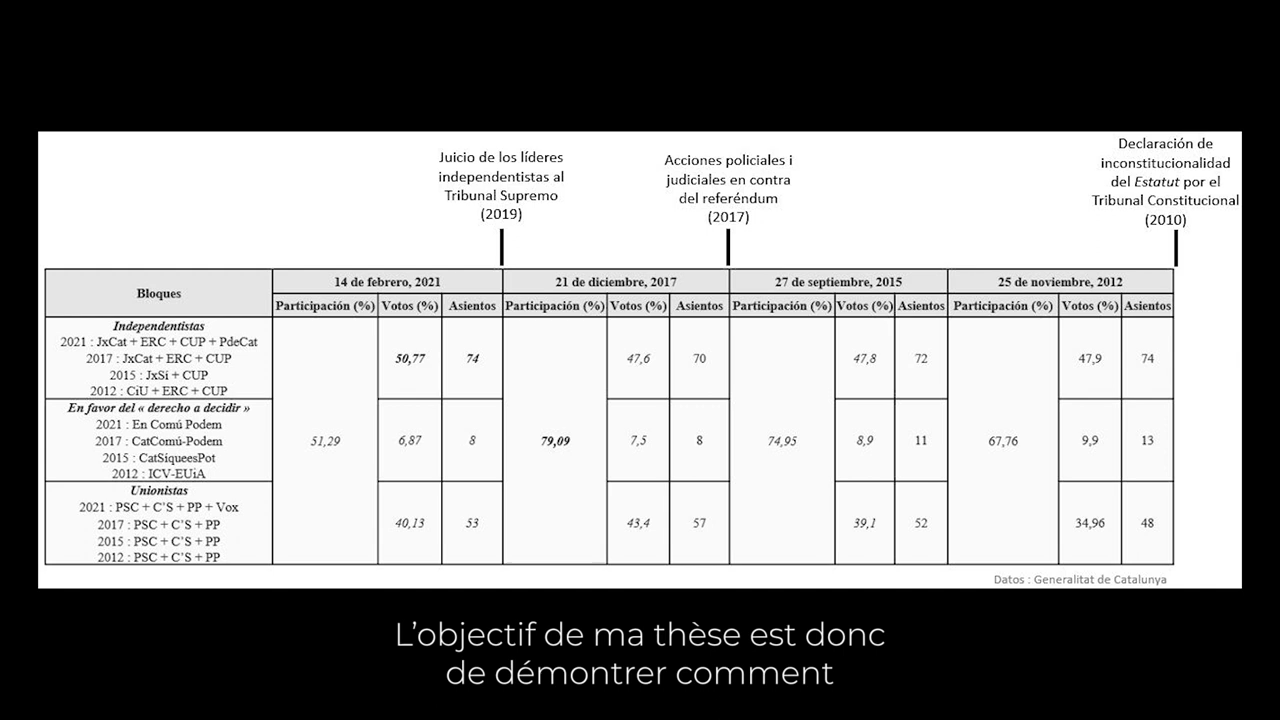 Juicio de los líderes
independentistas al
Tribunal Supremo
(2019)
Acciones policiales i
judiciales en contra
del referéndum
(2017)
Declaración de
inconstitucionalidad
del Estatut por el
Tribunal Constitucional
(2010)
Bloques 14 de febrero, 2021 21 de diciembre, 2017 27 de septiembre, 2015 25 de noviembre, 2012
Participación (%) Votos (%) Asientos Participación (%) Votos (%) Asientos Participación (%) Votos (%) Asientos Participación (%) Votos (%) Asientos
Independentistas
2021 : JxCat + ERC + CUP + PdeCat
2017 : JxCat + ERC + CUP
2015 : JxSi + CUP
2012 : CiU + ERC + CUP
50,77 74 47,6 70 47,8 72 47,9 74
En favor del « derecho a decidir »
2021 : En Comú Podem
2017 : CatComú-Podem
2015 : CatSiqueesPot
2012 : ICV-EUiA
51,29 6,87 8 79,09 7,5 8 74,95 8,9 11 67,76 9,9 13
Unionistas
2021 : PSC + C'S + PP + Vox
2017 : PSC + C'S + PP
2015 : PSC + C'S + PP
2012 : PSC + C'S + PP
40,13 53 43,4 57 39,1 52 34,96 48
Datos : Generalitat de Catalunya
L'objectif de ma thèse est donc
de démontrer comment